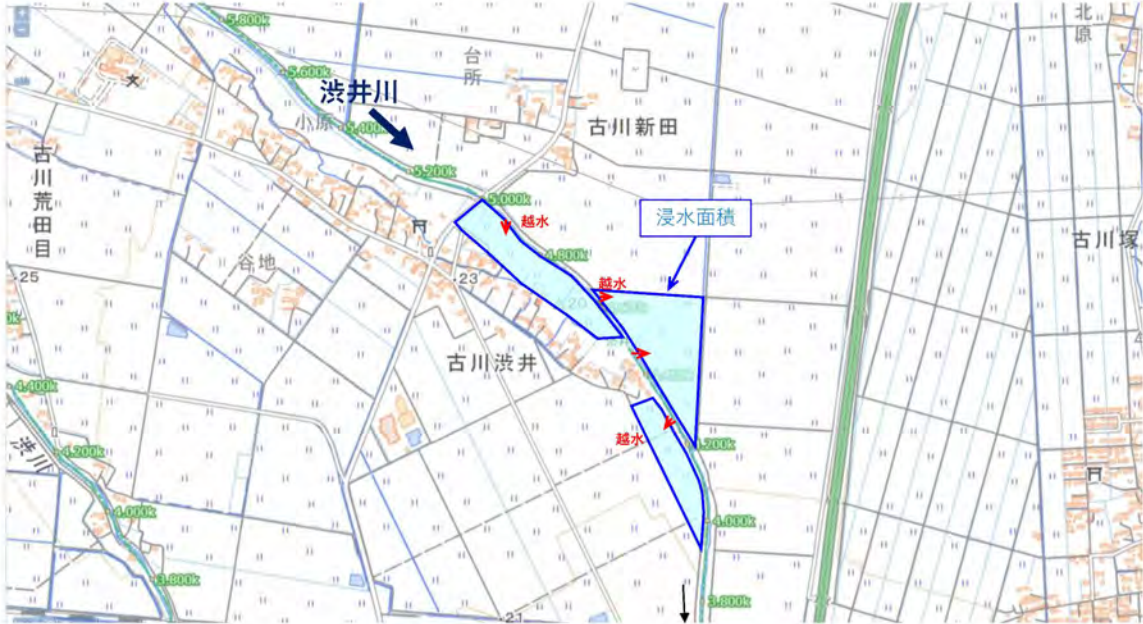 5.800k
5.600k
渋井川
小原
5.400k
5.200k
台所
北原
古川新田
古川荒田目
5.000k
越水
浸水面積
4.800k
古川塚
谷地
25
23
越水
20
古川渋井
4.400k
渋川
4.200k
越水
4.200k
4.000k
4.000k
3.800k
3.800k
21